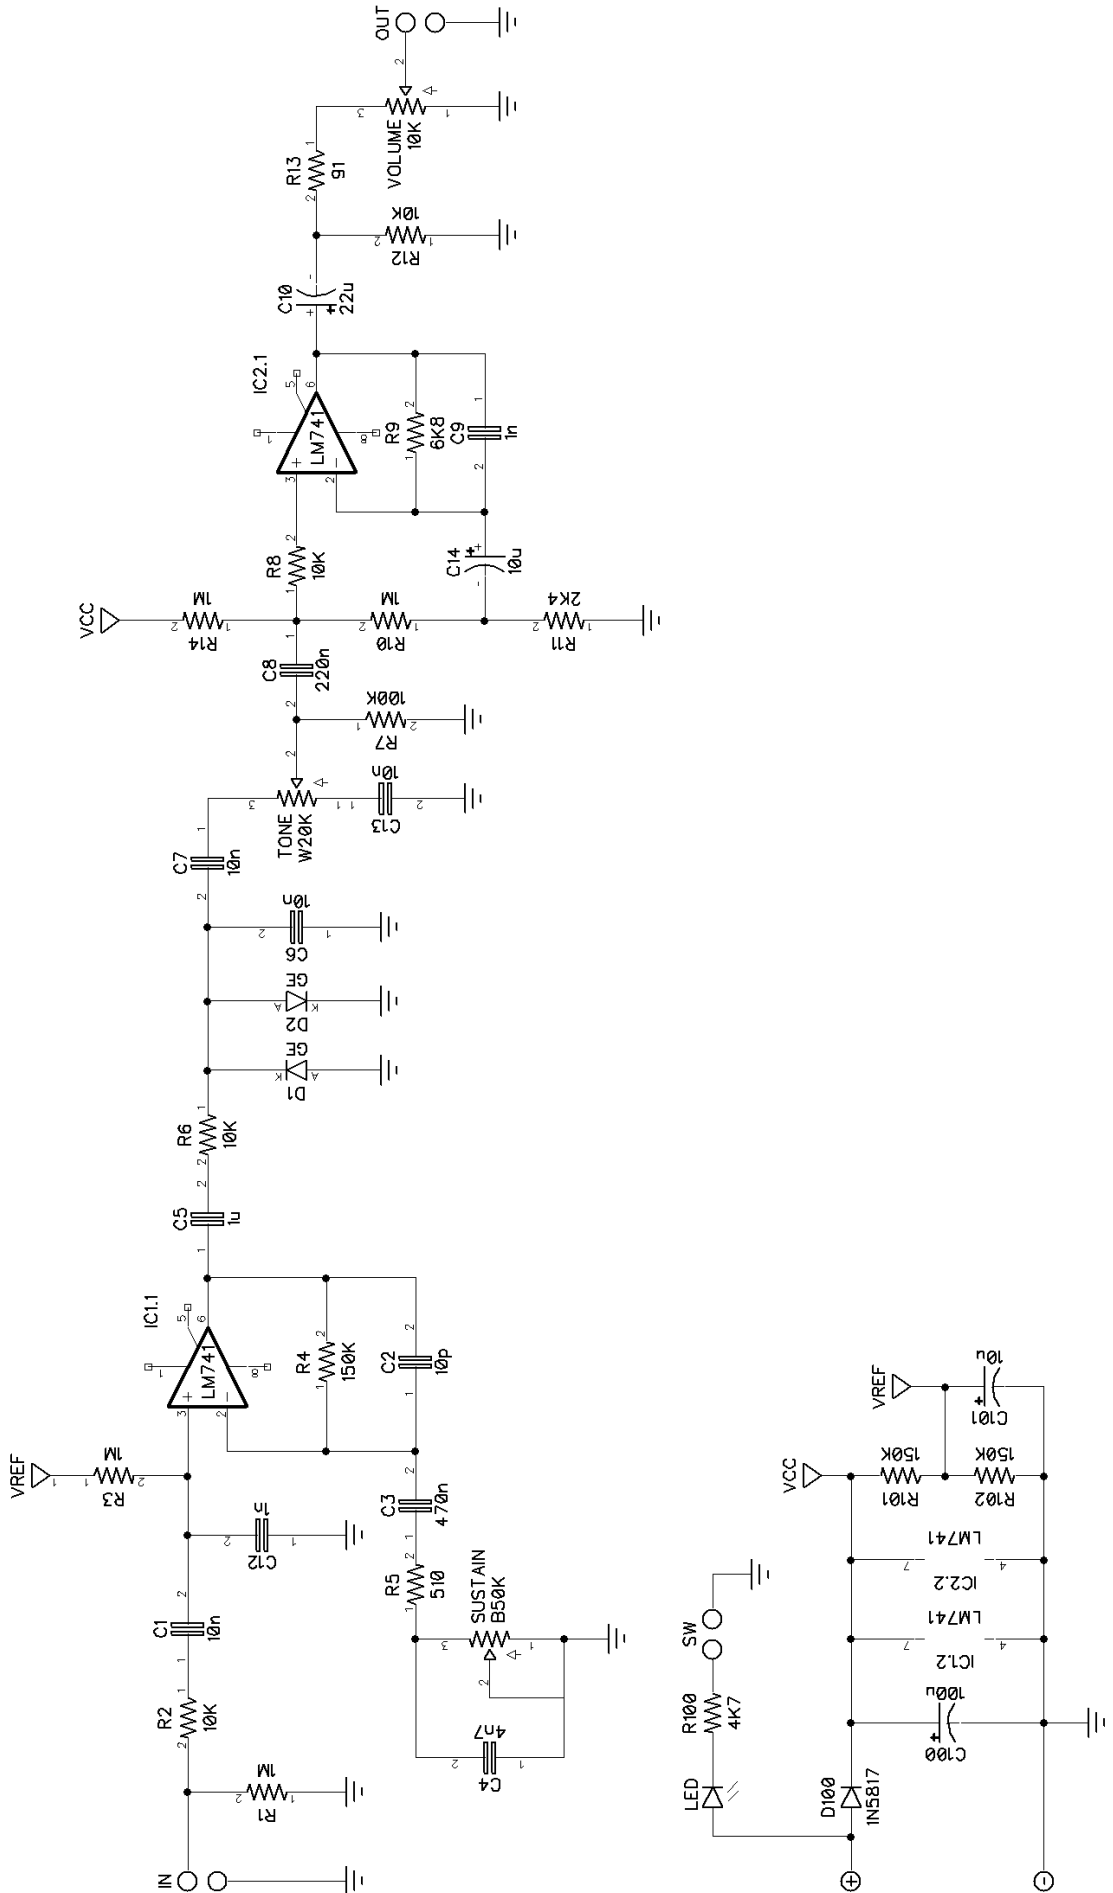 IN
R1
1M
R2
10K
C1
10n
C12
1n
VREF
R3
1M
IC1.1
LM741
R4
150K
C2
10p
C3
470n
R5
510
SUSTAIN
B50K
C4
4n7
C5
1u
R6
10K
D1
GE
D2
GE
C6
10n
C7
10n
TONE
W20K
C13
10n
R7
100K
C8
220n
VCC
R14
1M
R10
1M
R11
2K4
R8
10K
C14
10u
IC2.1
LM741
R9
6K8
C9
1n
C10
22u
R12
10K
R13
91
VOLUME
10K
OUT
LED
R100
4K7
SW
D100
1N5817
C100
100u
IC1.2
LM741
IC2.2
LM741
VCC
R101
150K
R102
150K
VREF
C101
10u